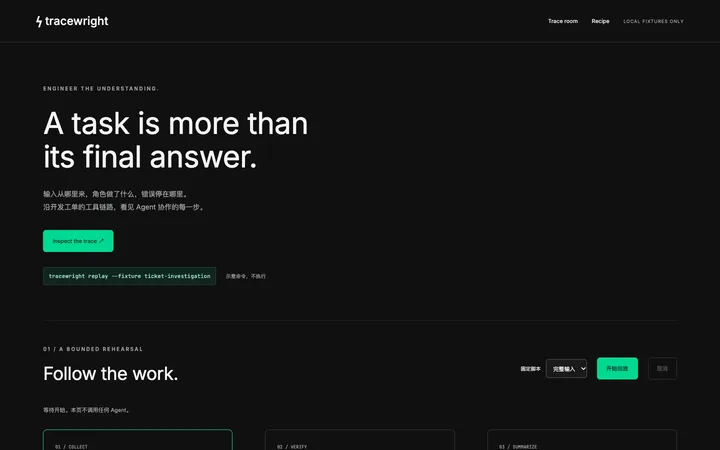 tracewright
Trace room
Recipe
LOCAL FIXTURES ONLY
ENGINEER THE UNDERSTANDING.
A task is more than
its final answer.
输入从哪里来，角色做了什么，错误停在哪里。
沿开发工单的工具链路，看见 Agent 协作的每一步。
Inspect the trace ↗
tracewright replay --fixture ticket-investigation
示意命令，不执行
01 / A BOUNDED REHEARSAL
Follow the work.
固定脚本
完整输入
开始回放
取消
等待开始。本页不调用任何 Agent。
01 / COLLECT
02 / VERIFY
03 / SUMMARIZE